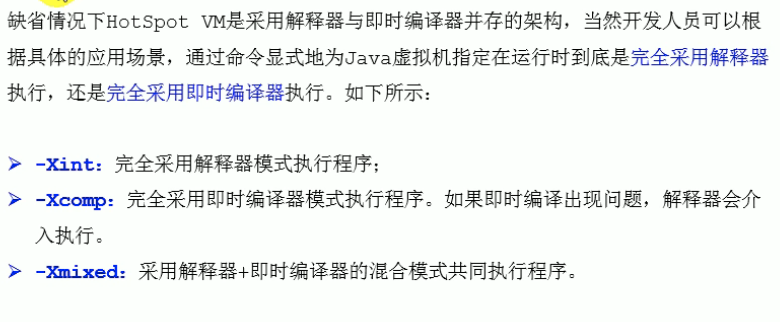 缺省情况下HotSpot VM是采用解释器与即时编译器并存的架构，当然开发人员可以根
据具体的应用场景，通过命令显式地为Java虚拟机指定在运行时到底是完全采用解释器
执行，还是完全采用即时编译器执行。如下所示：
➢ -Xint：完全采用解释器模式执行程序；
➢ -Xcomp：完全采用即时编译器模式执行程序。如果即时编译出现问题，解释器会介
入执行。
➢ -Xmixed：采用解释器+即时编译器的混合模式共同执行程序。